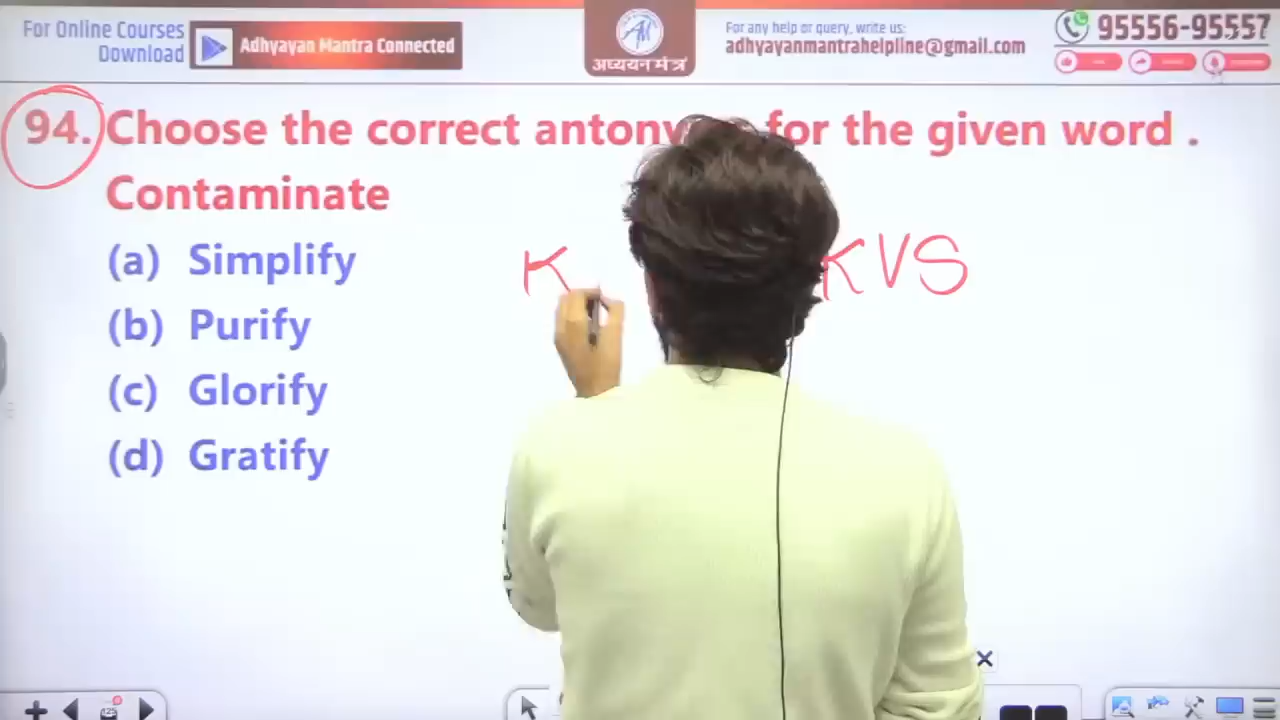 For Online Courses
Download
Adhyayan Mantra Connected
अध्ययन मंत्र
For any help or query, write us:
adhyayanmantrahelpline@gmail.com
95556-95557
94. Choose the correct for the given word .
Contaminate
(a) Simplify
(b) Purify
(c) Glorify
(d) Gratify
K KVS